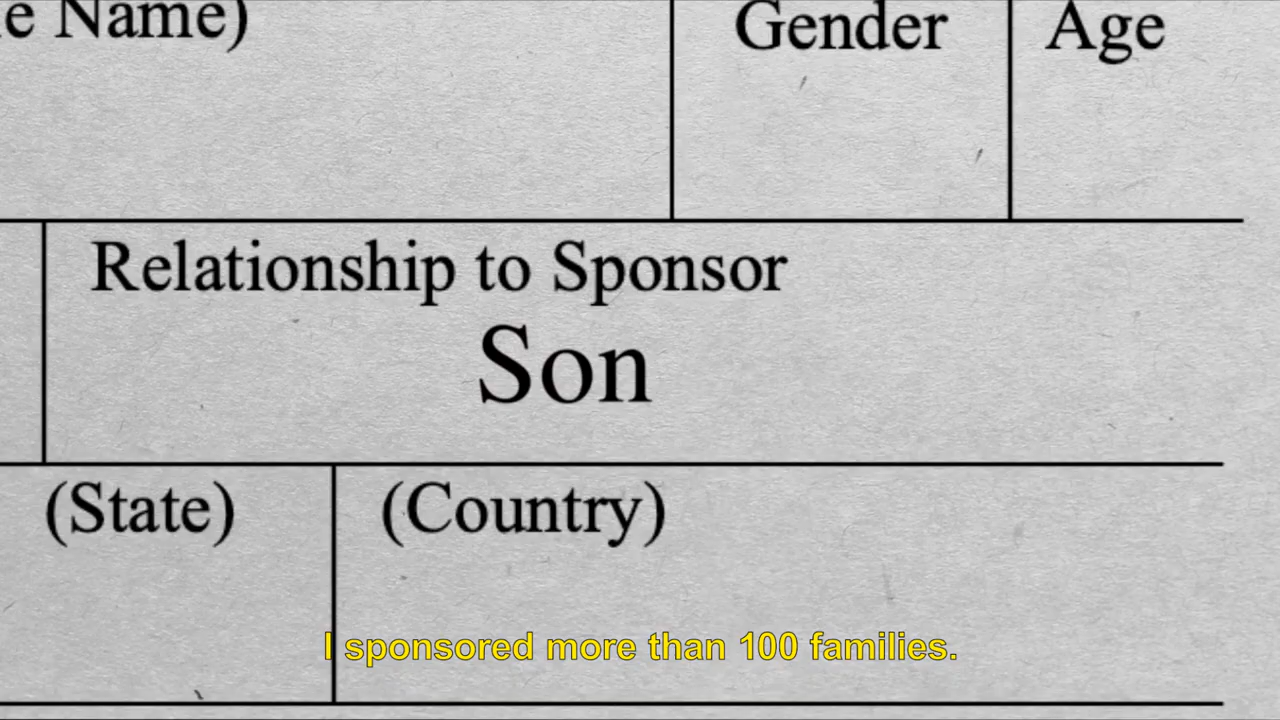 e Name)
Gender
Age
Relationship to Sponsor
Son
(State)
(Country)
I sponsored more than 100 families.